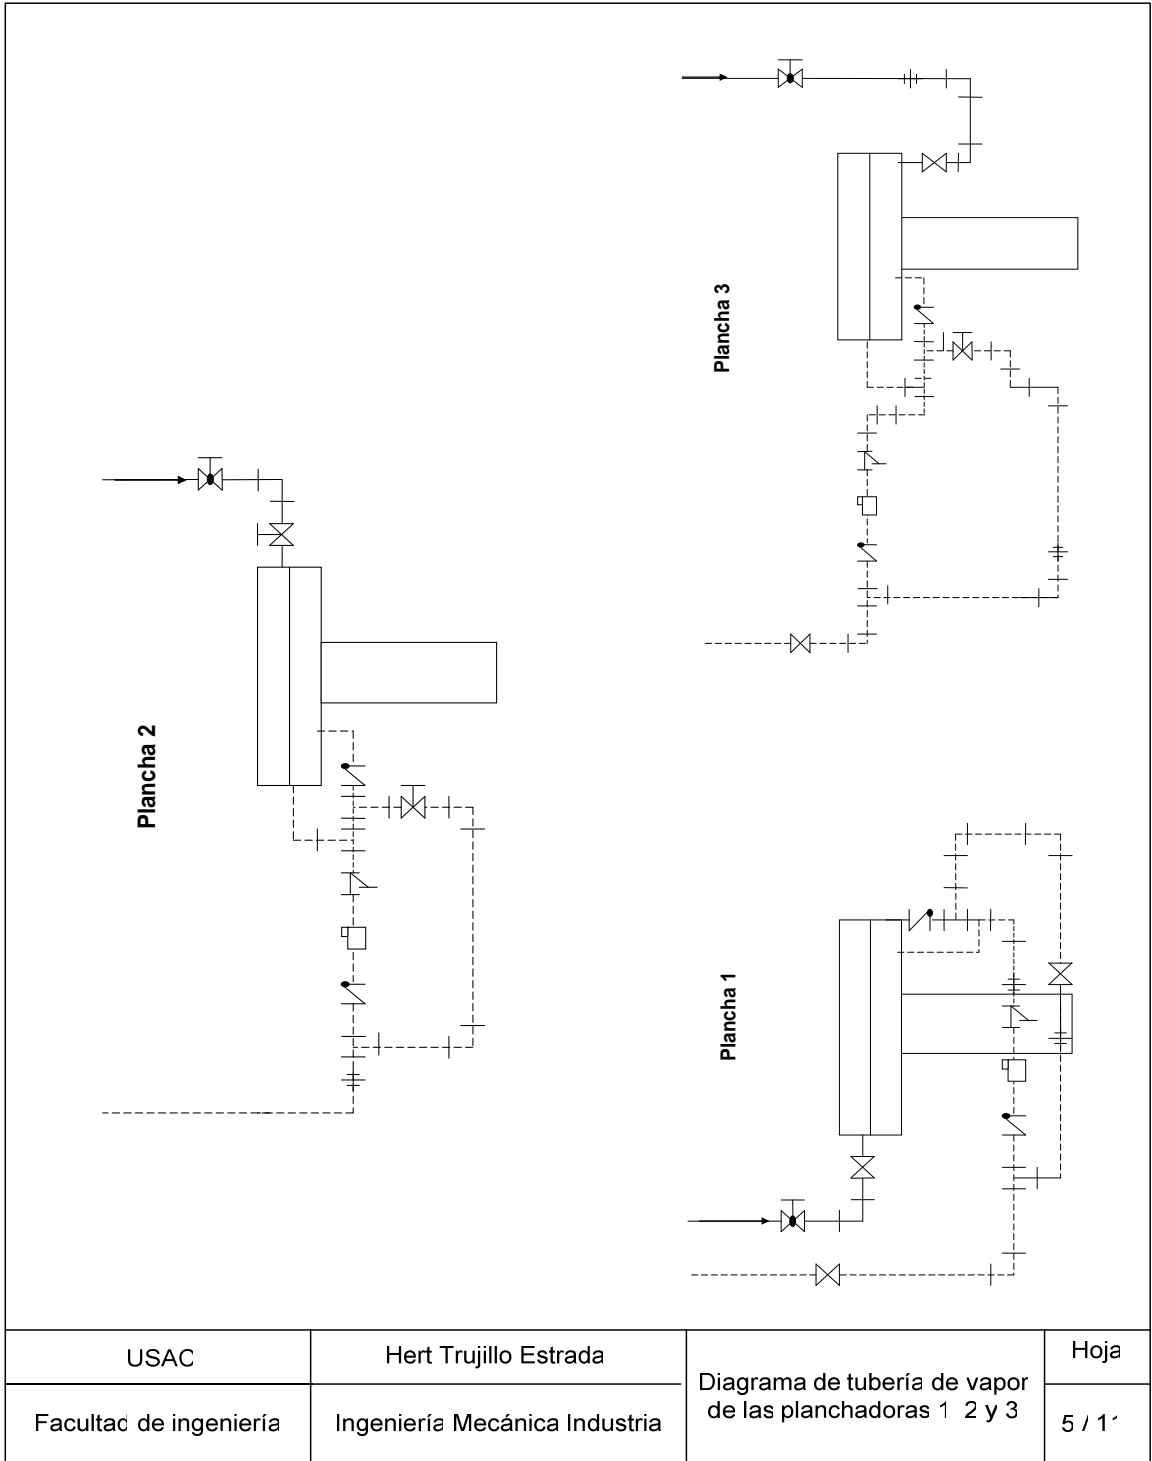 Plancha 3
Plancha 2
Plancha 1
USAC
Hert Trujillo Estrada
Diagrama de tubería de vapor
de las planchadoras 1 2 y 3
Hoja
Facultad de ingeniería
Ingeniería Mecánica Industria
5 / 1